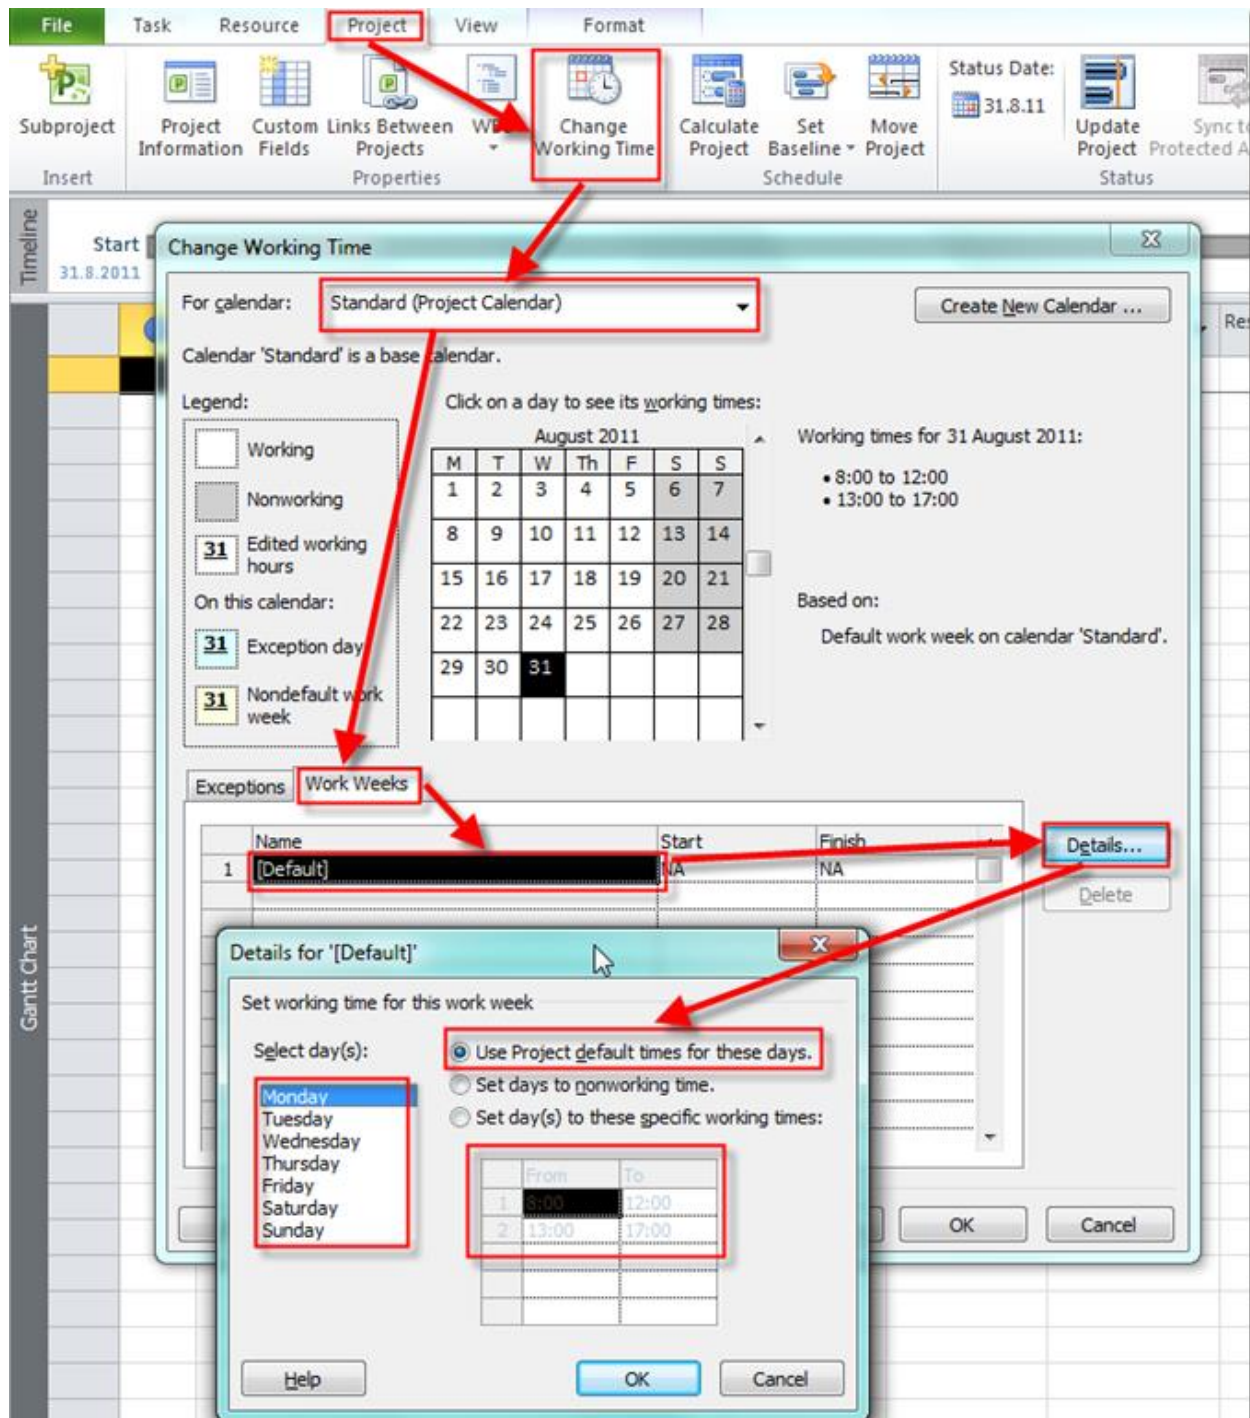 File Task Resource Project View Format
Subproject
Project Information
Custom Fields
Links Between Projects
Change Working Time
Calculate Project
Set Baseline
Move Project
Status Date:
31.8.11
Update Project
Sync to
Protected A
Insert Properties Schedule Status
Timeline
Start
31.8.2011
Change Working Time
For calendar: Standard (Project Calendar) Create New Calendar ...
Res
Calendar 'Standard' is a base calendar.
Legend:
Working
Nonworking
31 Edited working
hours
On this calendar:
31 Exception day
31 Nondefault work
week
Click on a day to see its working times:
August 2011
M T W Th F S S
1 2 3 4 5 6 7
8 9 10 11 12 13 14
15 16 17 18 19 20 21
22 23 24 25 26 27 28
29 30 31
Working times for 31 August 2011:
• 8:00 to 12:00
• 13:00 to 17:00
Based on:
Default work week on calendar 'Standard'.
Exceptions Work Weeks
Name Start Finish
1 [Default] NA NA
Details...
Delete
Gantt Chart
Details for '[Default]'
Set working time for this work week
Select day(s):
Monday
Tuesday
Wednesday
Thursday
Friday
Saturday
Sunday
Use Project default times for these days.
Set days to nonworking time.
Set day(s) to these specific working times:
From To
1 8:00 12:00
2 13:00 17:00
Help OK Cancel
OK Cancel